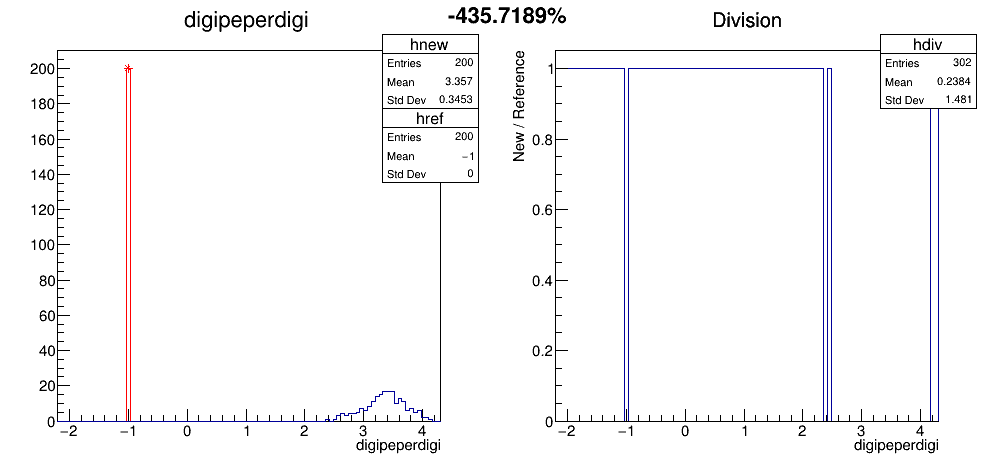 digipeperdigi
-435.7189%
Division
hnew
Entries 200
Mean 3.357
Std Dev 0.3453
href
Entries 200
Mean −1
Std Dev 0
200
180
160
140
120
100
80
60
40
20
0
−2 −1 0 1 2 3 4
digipeperdigi
hdiv
Entries 302
Mean 0.2384
Std Dev 1.481
New / Reference
1
0.8
0.6
0.4
0.2
0
−2 −1 0 1 2 3 4
digipeperdigi